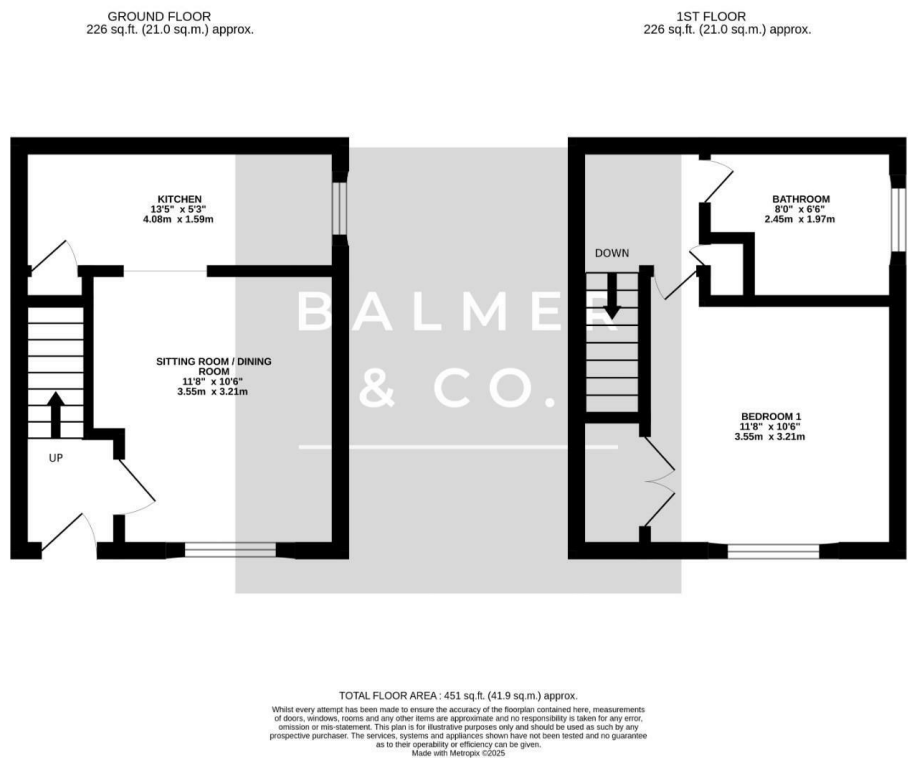 GROUND FLOOR
226 sq.ft. (21.0 sq.m.) approx.
1ST FLOOR
226 sq.ft. (21.0 sq.m.) approx.
KITCHEN
13'5" x 5'3"
4.08m x 1.59m
SITTING ROOM / DINING
ROOM
11'8" x 10'6"
3.55m x 3.21m
UP
DOWN
BATHROOM
8'0" x 6'6"
2.45m x 1.97m
BEDROOM 1
11'8" x 10'6"
3.55m x 3.21m
BALMER
& CO.
TOTAL FLOOR AREA : 451 sq.ft. (41.9 sq.m.) approx.
Whilst every attempt has been made to ensure the accuracy of the floorplan contained here, measurements
of doors, windows, rooms and any other items are approximate and no responsibility is taken for any error,
omission or mis-statement. This plan is for illustrative purposes only and should be used as such by any
prospective purchaser. The services, systems and appliances shown have not been tested and no guarantee
as to their operability or efficiency can be given.
Made with Metropix ©2025